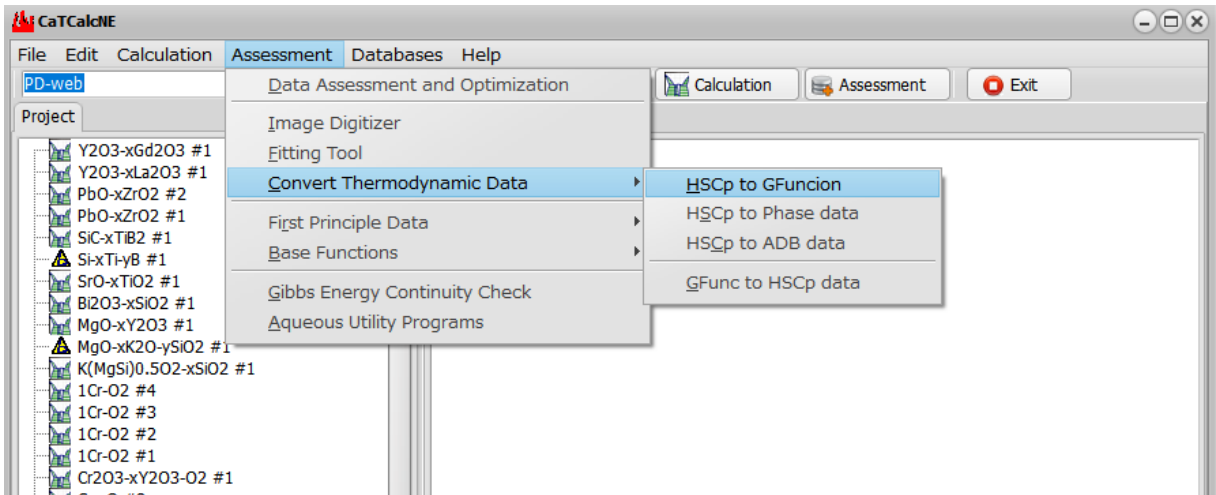 CaTCalcNE
File Edit Calculation Assessment Databases Help
PD-web
Calculation Assessment Exit
Project
Data Assessment and Optimization
Image Digitizer
Fitting Tool
Convert Thermodynamic Data
First Principle Data
Base Functions
Gibbs Energy Continuity Check
Aqueous Utility Programs
HSCp to GFuncion
HSCp to Phase data
HSCp to ADB data
GFunc to HSCp data
Y2O3-xGd2O3 #1
Y2O3-xLa2O3 #1
PbO-xZrO2 #2
PbO-xZrO2 #1
SiC-xTiB2 #1
Si-xTi-yB #1
SrO-xTiO2 #1
Bi2O3-xSiO2 #1
MgO-xY2O3 #1
MgO-xK2O-ySiO2 #1
K(MgSi)0.5O2-xSiO2 #1
1Cr-O2 #4
1Cr-O2 #3
1Cr-O2 #2
1Cr-O2 #1
Cr2O3-xY2O3-O2 #1